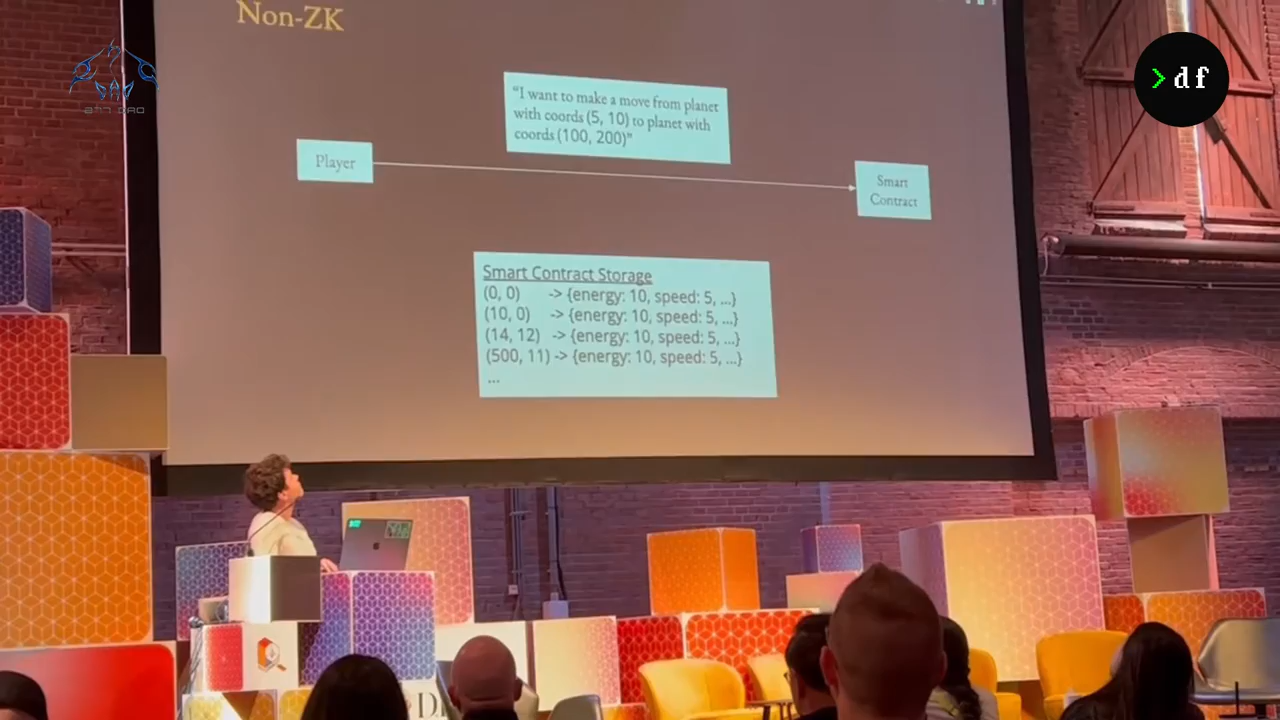 Non-ZK
>df
"I want to make a move from planet
with coords (5, 10) to planet with
coords (100, 200)"
Player
Smart
Contract
Smart Contract Storage
(0, 0) -> {energy: 10, speed: 5, ...}
(10, 0) -> {energy: 10, speed: 5, ...}
(14, 12) -> {energy: 10, speed: 5, ...}
(500, 11) -> {energy: 10, speed: 5, ...}
...